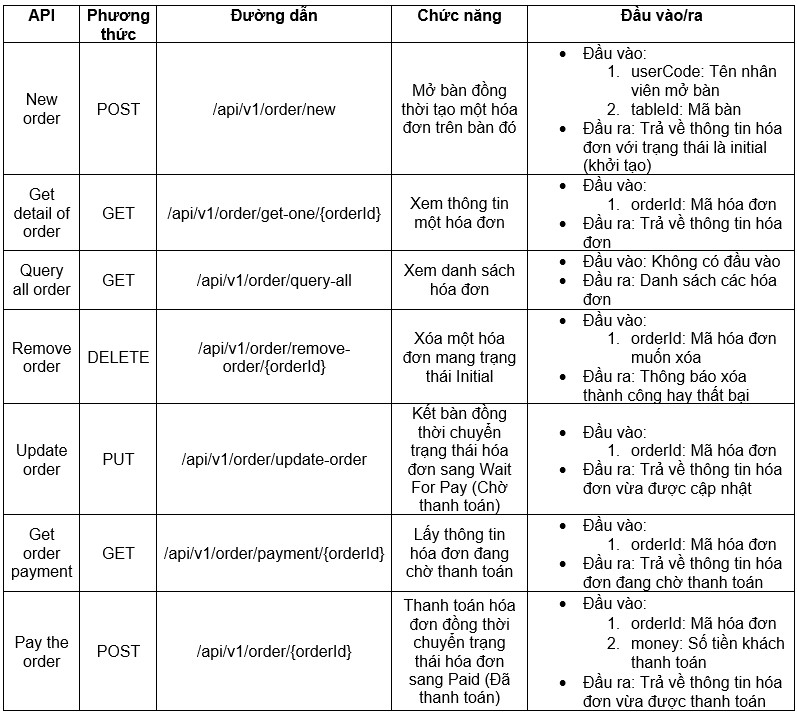 API
Phương
thức
Đường dẫn
Chức năng
Đầu vào/ra
New
order
POST
/api/v1/order/new
Mở bàn đồng
thời tạo một hóa
đơn trên bàn đó
• Đầu vào:
1. userCode: Tên nhân
viên mở bàn
2. tableId: Mã bàn
• Đầu ra: Trả về thông tin hóa
đơn với trạng thái là initial
(khởi tạo)
Get
detail of
order
GET
/api/v1/order/get-one/{orderId}
Xem thông tin
một hóa đơn
• Đầu vào:
1. orderId: Mã hóa đơn
• Đầu ra: Trả về thông tin hóa
đơn
Query
all order
GET
/api/v1/order/query-all
Xem danh sách
hóa đơn
• Đầu vào: Không có đầu vào
• Đầu ra: Danh sách các hóa
đơn
Remove
order
DELETE
/api/v1/order/remove-
order/{orderId}
Xóa một hóa
đơn mang trạng
thái Initial
• Đầu vào:
1. orderId: Mã hóa đơn
muốn xóa
• Đầu ra: Thông báo xóa
thành công hay thất bại
Update
order
PUT
/api/v1/order/update-order
Kết bàn đồng
thời chuyển
trạng thái hóa
đơn sang Wait
For Pay (Chờ
thanh toán)
• Đầu vào:
1. orderId: Mã hóa đơn
• Đầu ra: Trả về thông tin hóa
đơn vừa được cập nhật
Get
order
payment
GET
/api/v1/order/payment/{orderId}
Lấy thông tin
hóa đơn đang
chờ thanh toán
• Đầu vào:
1. orderId: Mã hóa đơn
• Đầu ra: Trả về thông tin hóa
đơn đang chờ thanh toán
Pay the
order
POST
/api/v1/order/{orderId}
Thanh toán hóa
đơn đồng thời
chuyển trạng
thái hóa đơn
sang Paid (Đã
thanh toán)
• Đầu vào:
1. orderId: Mã hóa đơn
2. money: Số tiền khách
thanh toán
• Đầu ra: Trả về thông tin hóa
đơn vừa được thanh toán